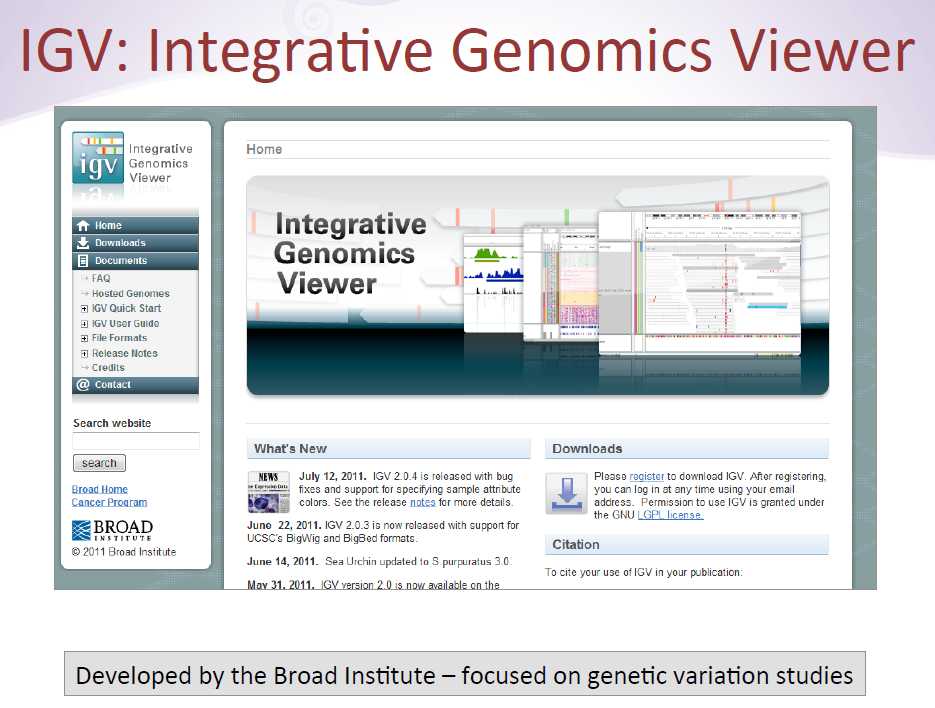 IGV: Integrative Genomics Viewer
igv
Integrative
Genomics
Viewer
Home
Downloads
Documents
FAQ
Hosted Genomes
IGV Quick Start
IGV User Guide
File Formats
Release Notes
Credits
@ Contact
Search website
search
Broad Home
Cancer Program
BROAD
INSTITUTE
© 2011 Broad Institute
Home
Integrative
Genomics
Viewer
What's New
NEWS
July 12, 2011. IGV 2.0.4 is released with bug
fixes and support for specifying sample attribute
colors. See the release notes for more details.
June 22, 2011. IGV 2.0.3 is now released with support for
UCSC's BigWig and BigBed formats.
June 14, 2011. Sea Urchin updated to S.purpuratus 3.0.
May 31, 2011. IGV version 2.0 is now available on the
Downloads
Please register to download IGV. After registering,
you can log in at any time using your email
address. Permission to use IGV is granted under
the GNU LGPL license.
Citation
To cite your use of IGV in your publication:
Developed by the Broad Institute – focused on genetic variation studies